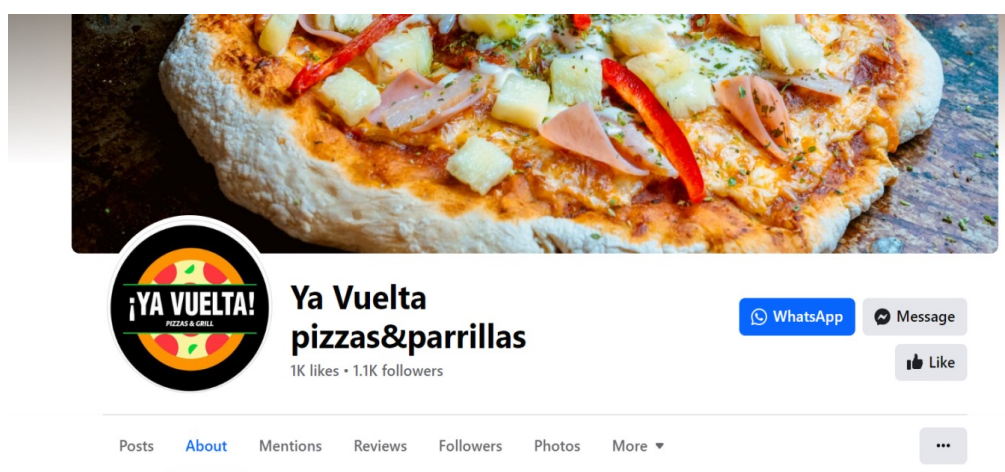 ¡YA VUELTA!
PIZZAS & GRILL
Ya Vuelta
pizzas&parrillas
1K likes • 1.1K followers
WhatsApp
Message
Like
Posts About Mentions Reviews Followers Photos More